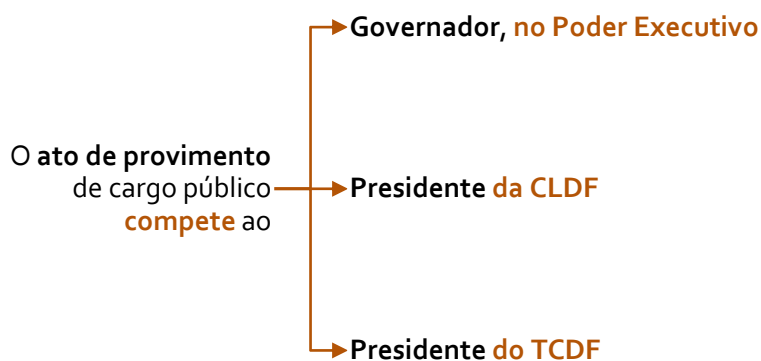 Governador, no Poder Executivo
O ato de provimento
de cargo público
compete ao
Presidente da CLDF
Presidente do TCDF